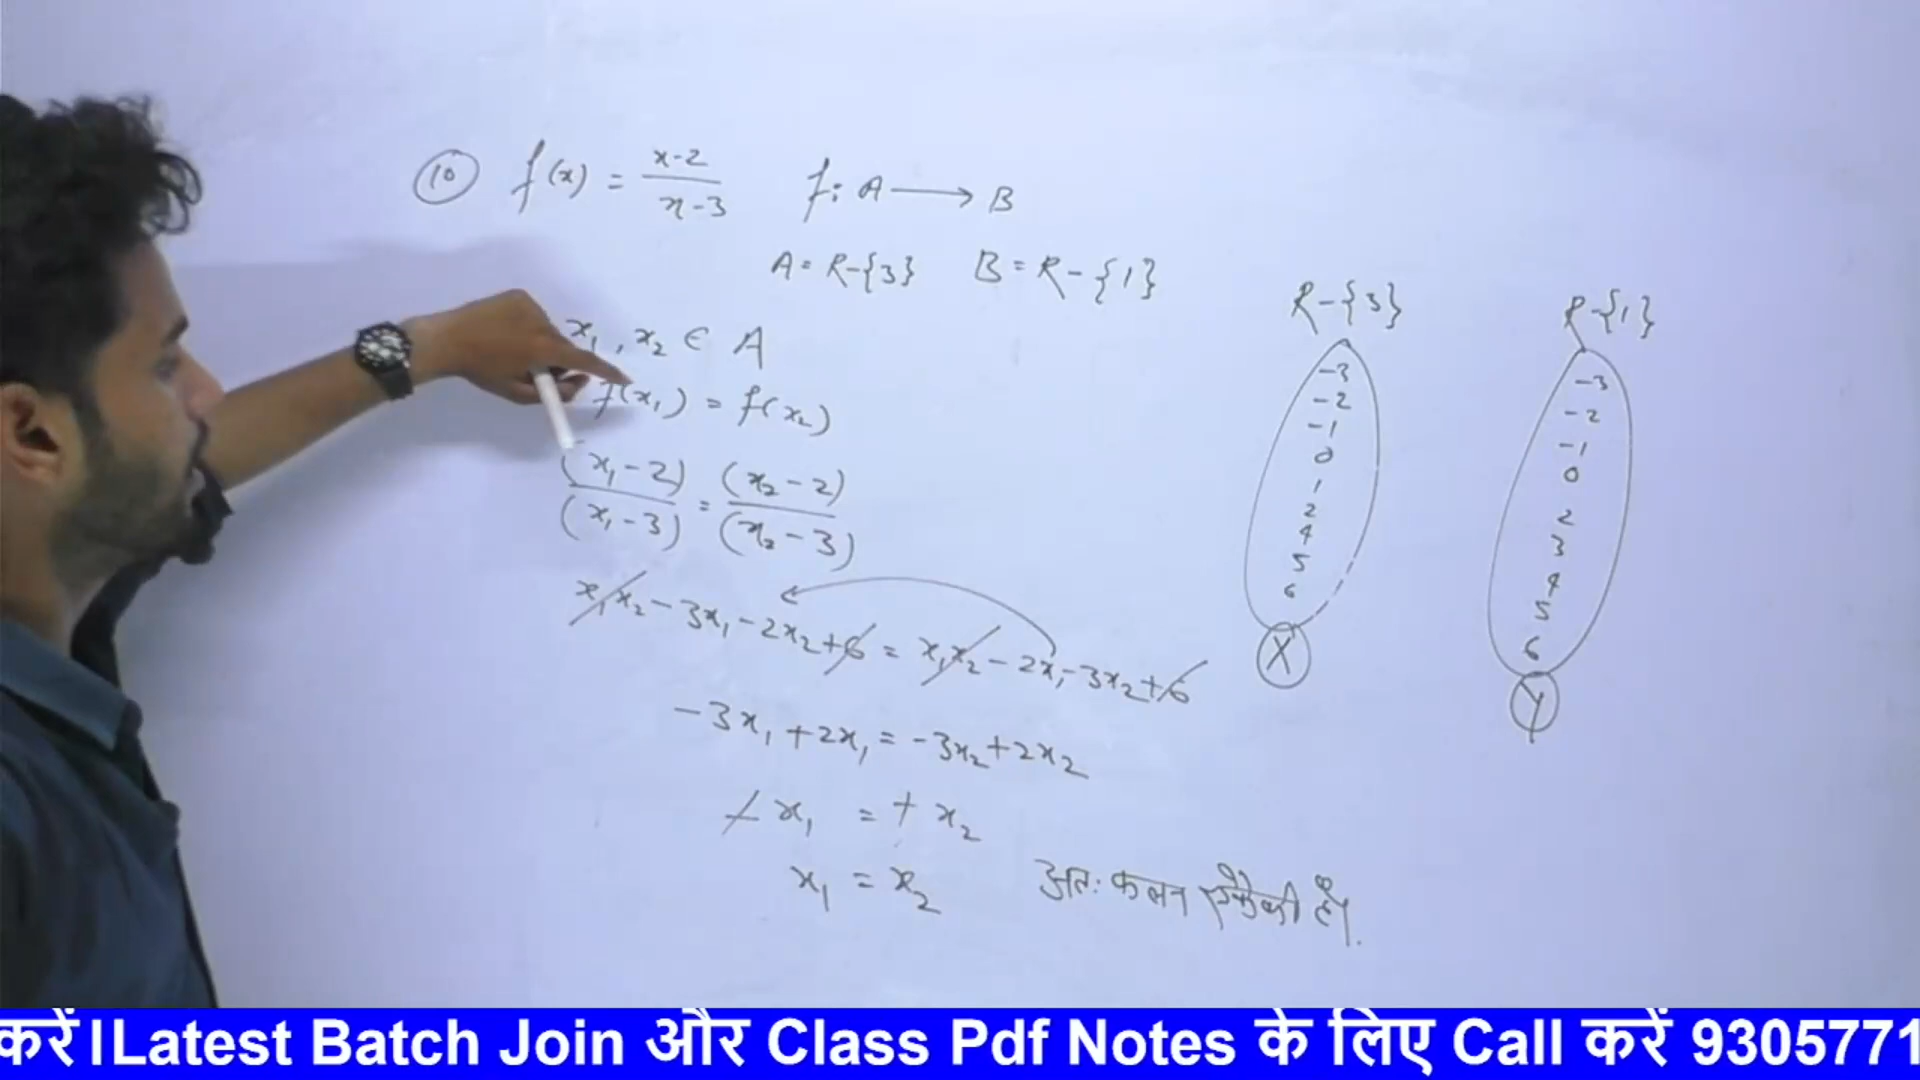 (10) f(x) = x-2 / x-3 f: A ⟶ B
A = R-{3} B = R-{1}
x₁, x₂ ∈ A
f(x₁) = f(x₂)
(x₁-2) / (x₁-3) = (x₂-2) / (x₂-3)
x₁x₂ - 3x₁ - 2x₂ + 6 = x₁x₂ - 2x₁ - 3x₂ + 6
-3x₁ + 2x₁ = -3x₂ + 2x₂
-x₁ = + x₂
x₁ = x₂ अतः फलन एकैकी है।
R-{3}
-3
-2
-1
0
1
2
4
5
6
X
R-{1}
-3
-2
-1
0
2
3
4
5
6
Y
करें।Latest Batch Join और Class Pdf Notes के लिए Call करें 9305771